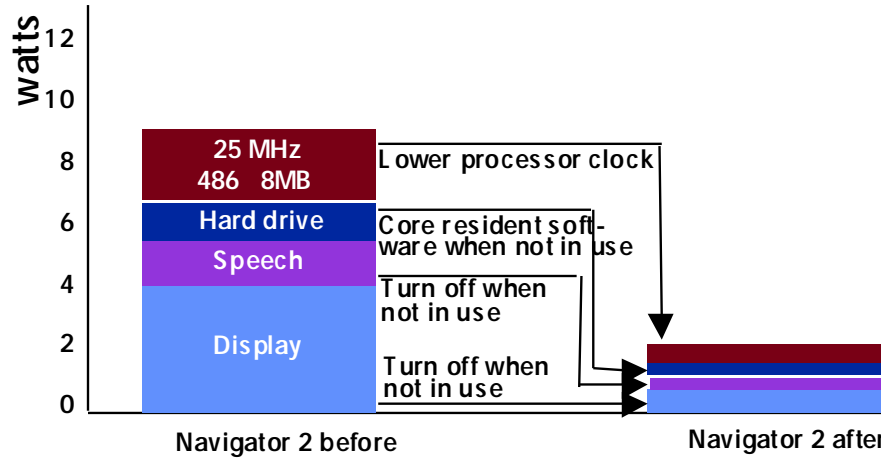 watts
12
10
8
6
4
2
0
25 MHz
486 8MB
Hard drive
Speech
Display
Lower processor clock
Core resident soft-
ware when not in use
Turn off when
not in use
Turn off when
not in use
Navigator 2 before
Navigator 2 after